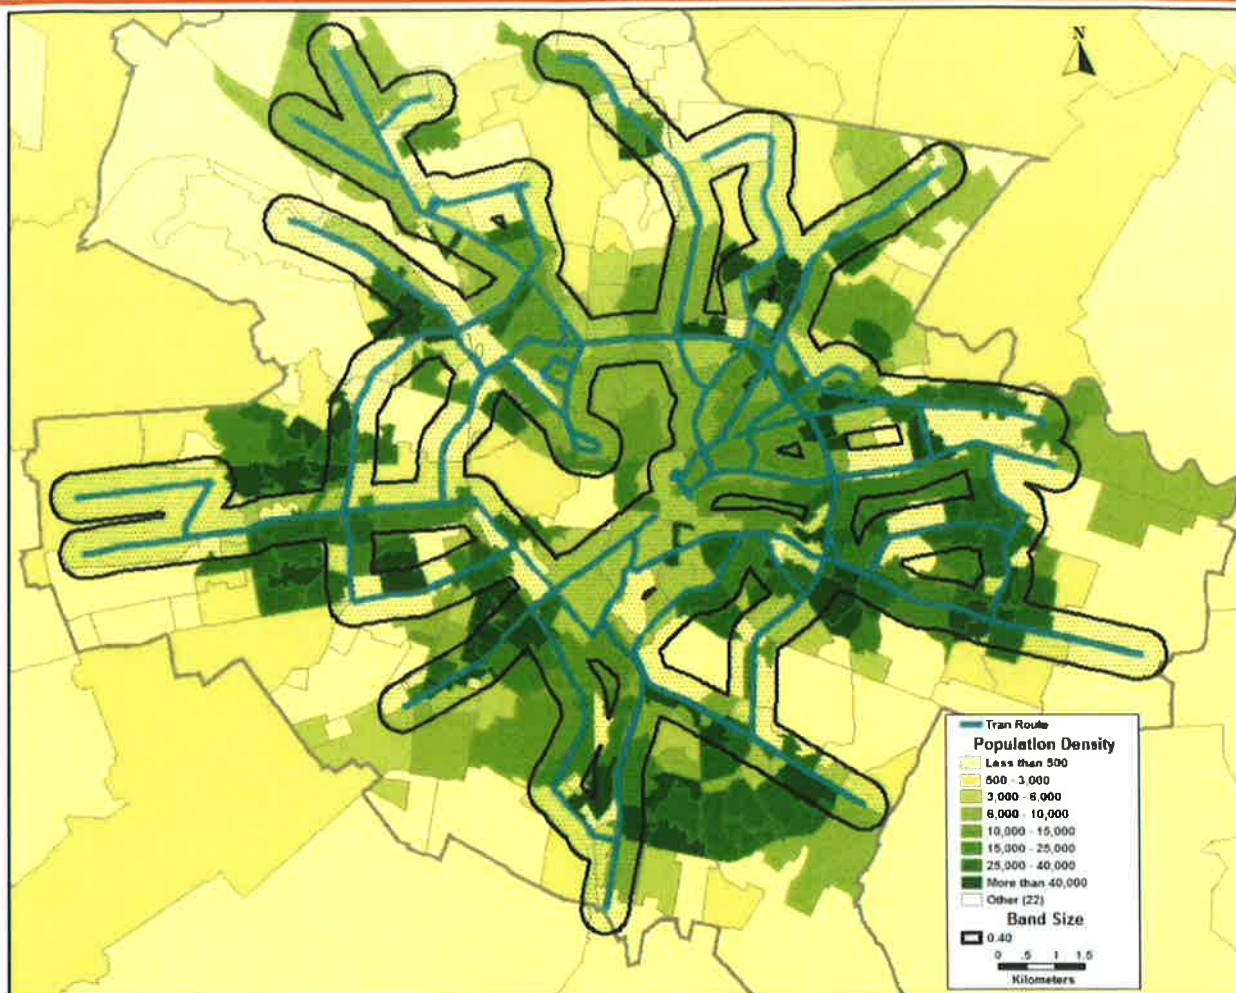 N
Tran Route
Population Density
Less than 500
500 - 3,000
3,000 - 6,000
6,000 - 10,000
10,000 - 15,000
15,000 - 25,000
25,000 - 40,000
More than 40,000
Other (22)
Band Size
0.40
0 .5 1 1.5
Kilometers